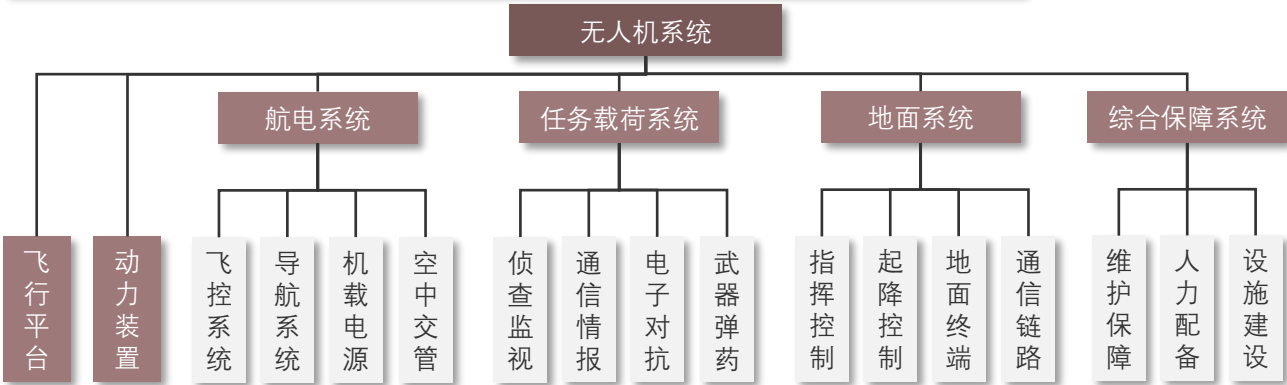 无人机系统
航电系统
任务载荷系统
地面系统
综合保障系统
飞行平台
动力装置
飞控系统
导航系统
机载电源
空中交管
侦查监视
通信情报
电子对抗
武器弹药
指挥控制
起降控制
地面终端
通信链路
维护保障
人力配备
设施建设